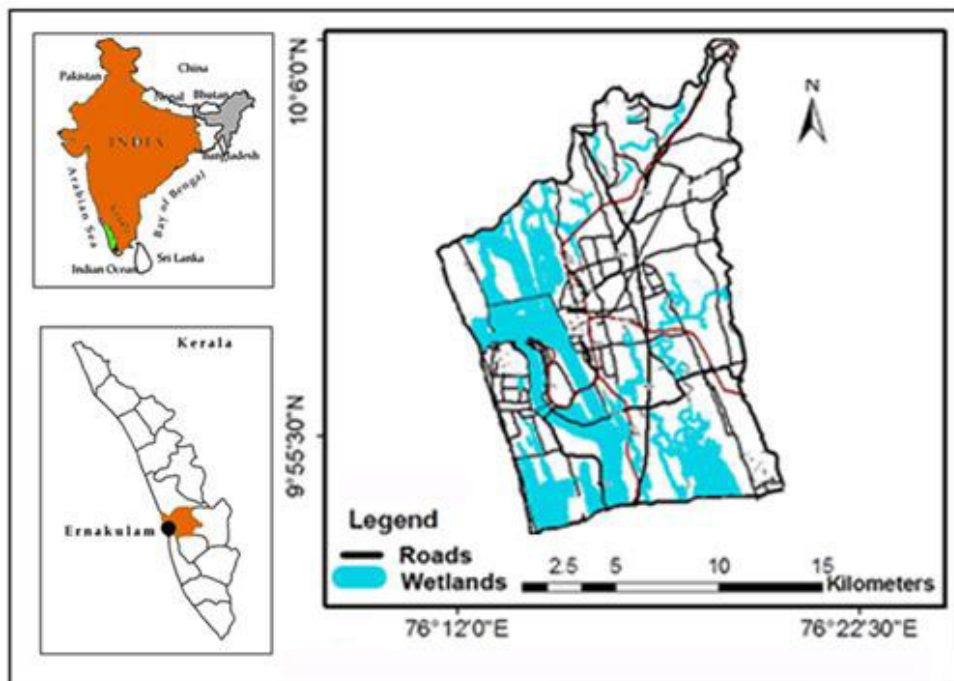 China
Pakistan
Nepal
Bhutan
INDIA
Bangladesh
Arabian Sea
Bay of Bengal
Sri Lanka
Indian Ocean
Kerala
Ernakulam
10°6'0"N
9°55'30"N
N
Legend
Roads
Wetlands
2.5 5 10 15
Kilometers
76°12'0"E 76°22'30"E